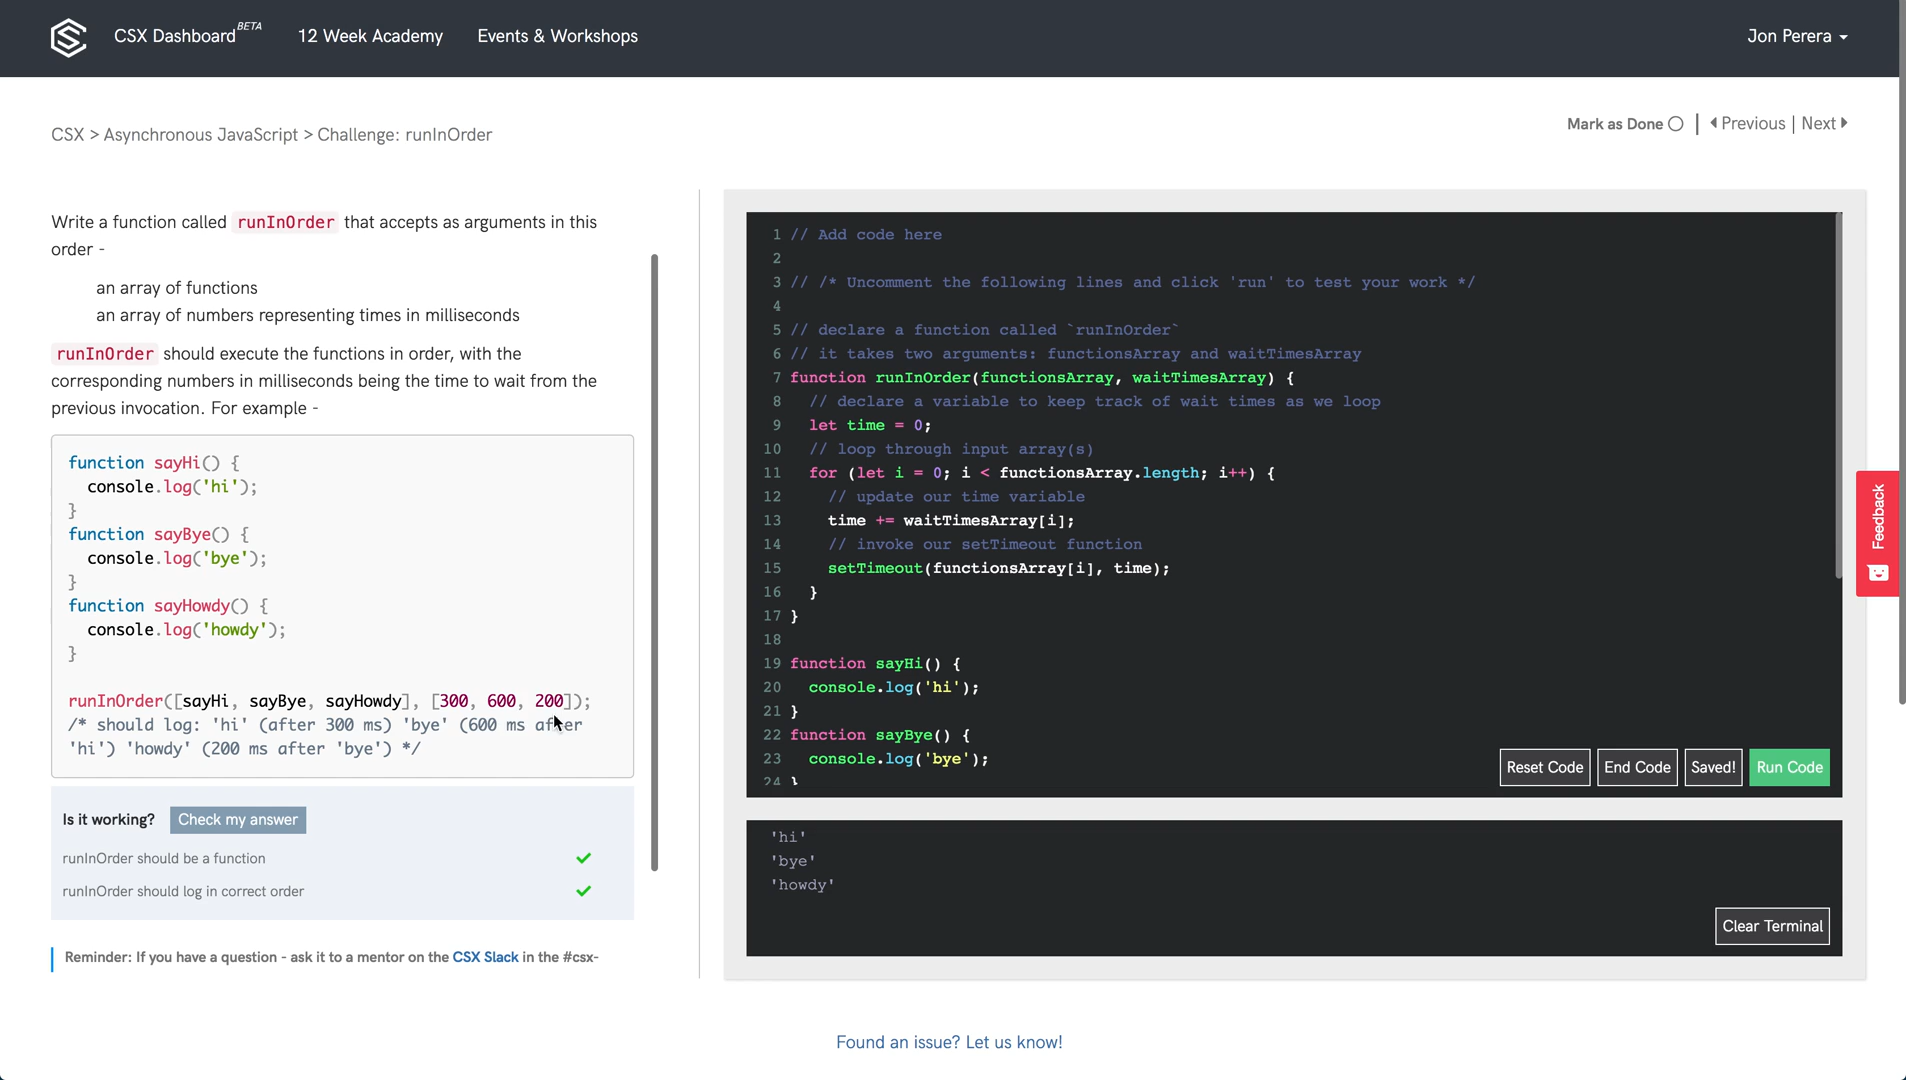 CSX Dashboard BETA
12 Week Academy
Events & Workshops
Jon Perera
CSX > Asynchronous JavaScript > Challenge: runInOrder
Mark as Done
Previous | Next
Write a function called runInOrder that accepts as arguments in this
order -
an array of functions
an array of numbers representing times in milliseconds
runInOrder should execute the functions in order, with the
corresponding numbers in milliseconds being the time to wait from the
previous invocation. For example -
function sayHi() {
console.log('hi');
}
function sayBye() {
console.log('bye');
}
function sayHowdy() {
console.log('howdy');
}
runInOrder([sayHi, sayBye, sayHowdy], [300, 600, 200]);
/* should log: 'hi' (after 300 ms) 'bye' (600 ms after
'hi') 'howdy' (200 ms after 'bye') */
Is it working?
Check my answer
runInOrder should be a function
runInOrder should log in correct order
Reminder: If you have a question - ask it to a mentor on the CSX Slack in the #csx-
1 // Add code here
2
3 // /* Uncomment the following lines and click 'run' to test your work */
4
5 // declare a function called `runInOrder`
6 // it takes two arguments: functionsArray and waitTimesArray
7 function runInOrder(functionsArray, waitTimesArray) {
8 // declare a variable to keep track of wait times as we loop
9 let time = 0;
10 // loop through input array(s)
11 for (let i = 0; i < functionsArray.length; i++) {
12 // update our time variable
13 time += waitTimesArray[i];
14 // invoke our setTimeout function
15 setTimeout(functionsArray[i], time);
16 }
17 }
18
19 function sayHi() {
20 console.log('hi');
21 }
22 function sayBye() {
23 console.log('bye');
24 }
Reset Code
End Code
Saved!
Run Code
'hi'
'bye'
'howdy'
Clear Terminal
Feedback
Found an issue? Let us know!